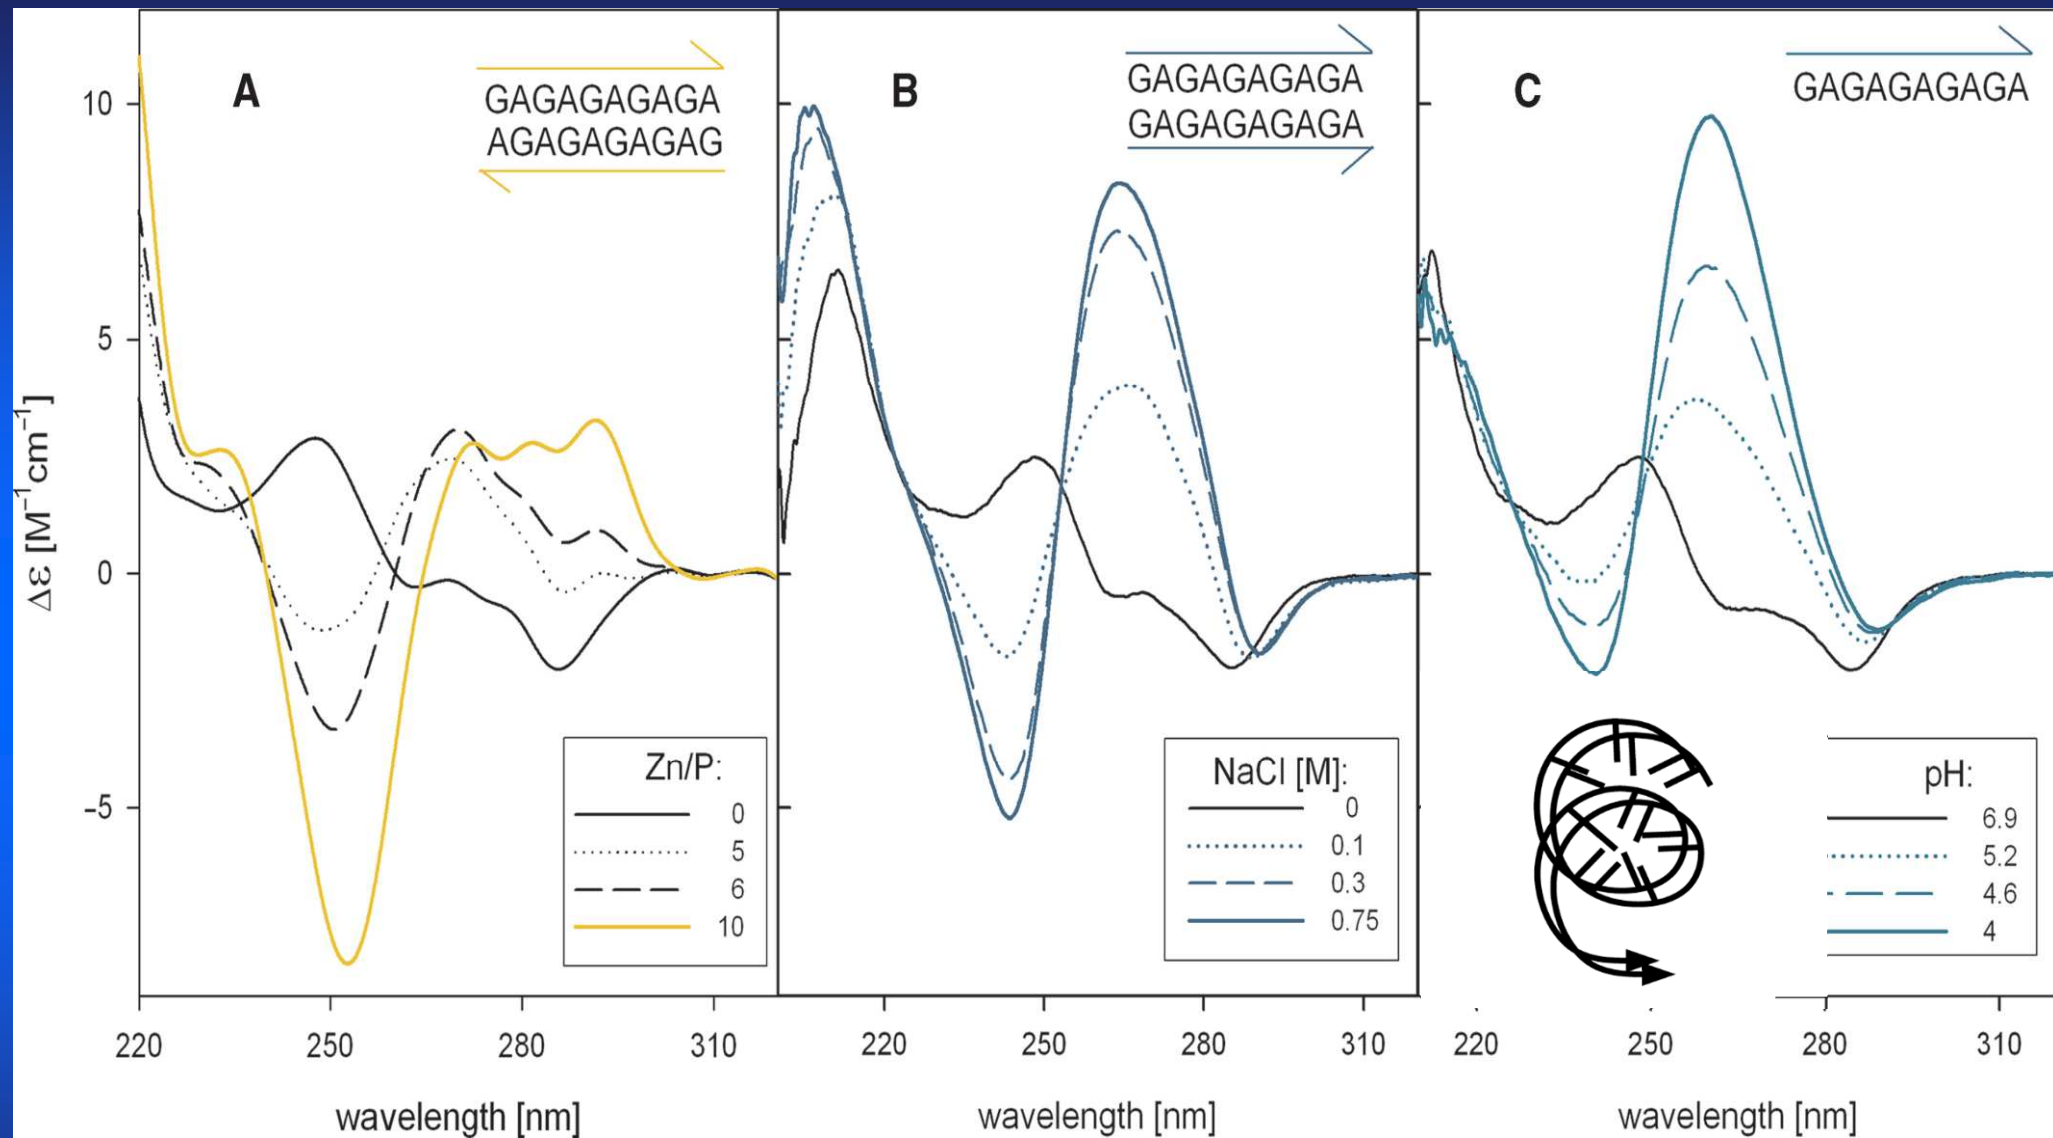 A
GAGAGAGAGA
AGAGAGAGAG
B
GAGAGAGAGA
GAGAGAGAGA
C
GAGAGAGAGA
10
5
0
−5
Δε [M⁻¹cm⁻¹]
Zn/P:
0
5
6
10
NaCl [M]:
0
0.1
0.3
0.75
pH:
6.9
5.2
4.6
4
220 250 280 310
220 250 280 310
220 250 280 310
wavelength [nm]
wavelength [nm]
wavelength [nm]